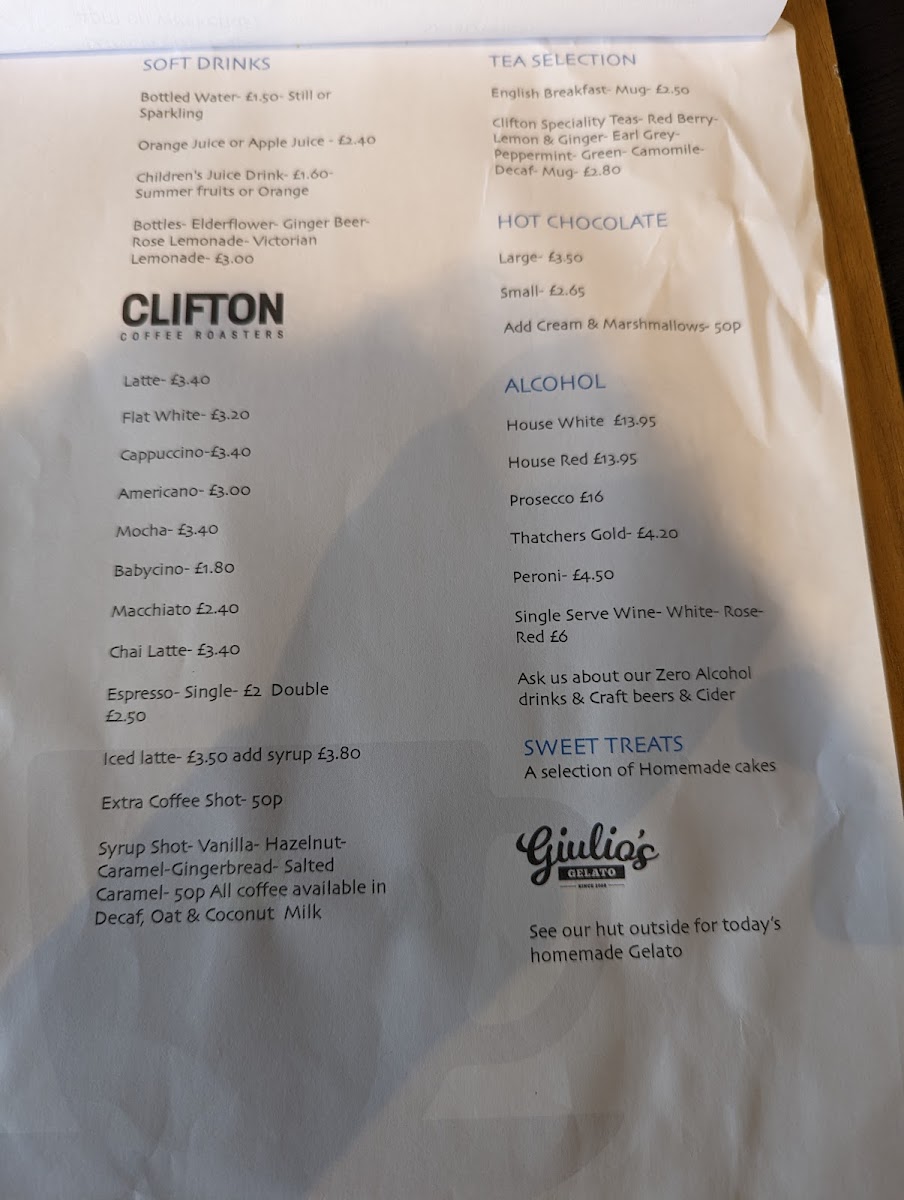 SOFT DRINKS
Bottled Water- £1.50- Still or
Sparkling
Orange Juice or Apple Juice - £2.40
Children's Juice Drink- £1.60-
Summer fruits or Orange
Bottles- Elderflower- Ginger Beer-
Rose Lemonade- Victorian
Lemonade- £3.00
CLIFTON
COFFEE ROASTERS
Latte- £3.40
Flat White- £3.20
Cappuccino-£3.40
Americano- £3.00
Mocha- £3.40
Babycino- £1.80
Macchiato £2.40
Chai Latte- £3.40
Espresso- Single- £2 Double
£2.50
Iced latte- £3.50 add syrup £3.80
Extra Coffee Shot- 50p
Syrup Shot- Vanilla- Hazelnut-
Caramel-Gingerbread- Salted
Caramel- 50p All coffee available in
Decaf, Oat & Coconut Milk
TEA SELECTION
English Breakfast- Mug- £2.50
Clifton Speciality Teas- Red Berry-
Lemon & Ginger- Earl Grey-
Peppermint- Green- Camomile-
Decaf- Mug- £2.80
HOT CHOCOLATE
Large- £3.50
Small- £2.65
Add Cream & Marshmallows- 50p
ALCOHOL
House White £13.95
House Red £13.95
Prosecco £16
Thatchers Gold- £4.20
Peroni- £4.50
Single Serve Wine- White- Rose-
Red £6
Ask us about our Zero Alcohol
drinks & Craft beers & Cider
SWEET TREATS
A selection of Homemade cakes
Giulio's
GELATO
See our hut outside for today's
homemade Gelato